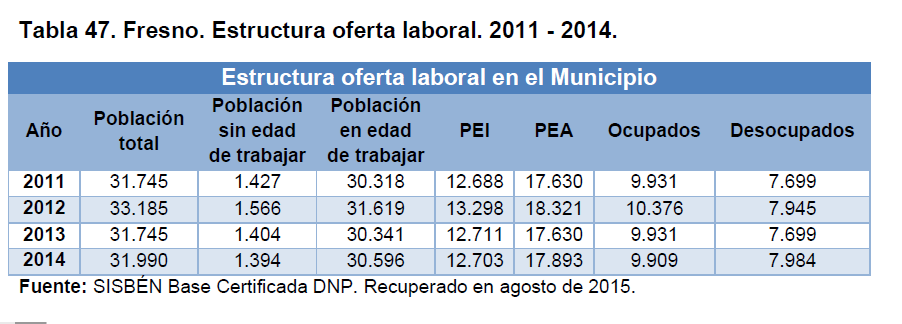 Tabla 47. Fresno. Estructura oferta laboral. 2011 - 2014.
Estructura oferta laboral en el Municipio
Año Población total Población sin edad de trabajar Población en edad de trabajar PEI PEA Ocupados Desocupados
2011 31.745 1.427 30.318 12.688 17.630 9.931 7.699
2012 33.185 1.566 31.619 13.298 18.321 10.376 7.945
2013 31.745 1.404 30.341 12.711 17.630 9.931 7.699
2014 31.990 1.394 30.596 12.703 17.893 9.909 7.984
Fuente: SISBÉN Base Certificada DNP. Recuperado en agosto de 2015.